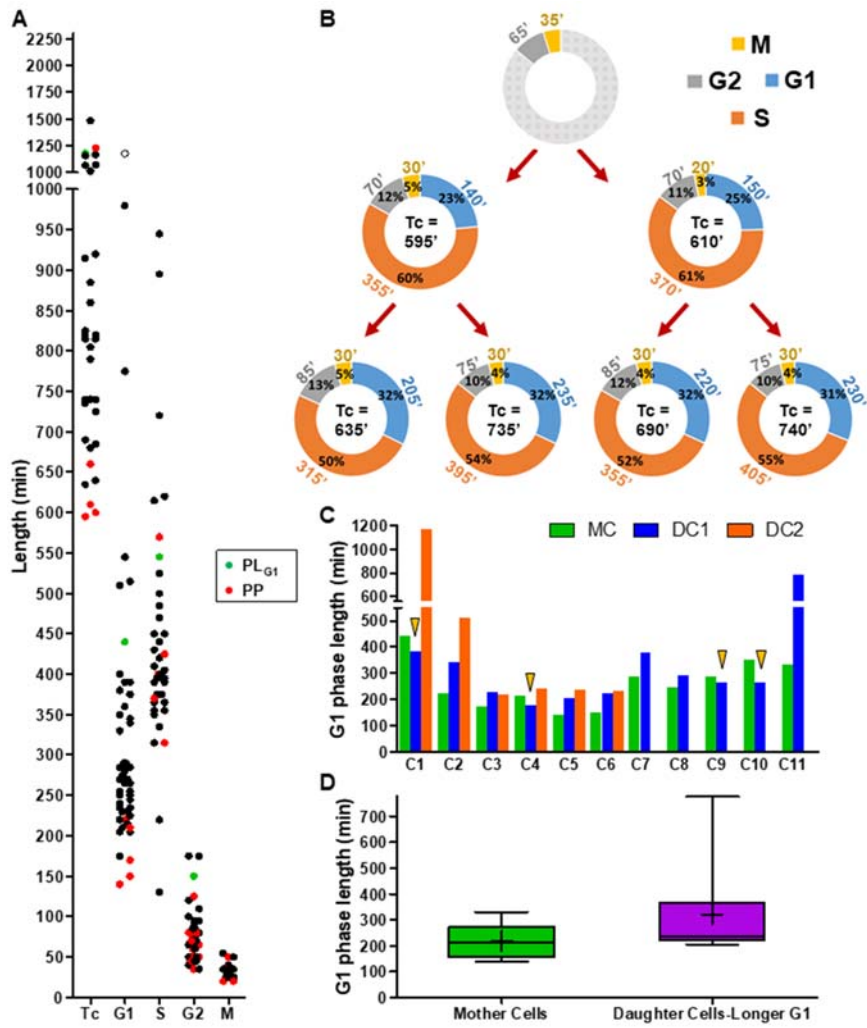 A
2250
2000
1750
1500
1250
1000
1000
950
900
850
800
750
700
650
600
550
500
450
400
350
300
250
200
150
100
50
0
Length (min)
Tc G1 S G2 M
PL G1
PP
B
65’ 35’
M
G2 G1
S
70’ 30’ 140’
12% 5% 23%
Tc =
595’
60%
355’
70’ 20’ 150’
11% 3% 25%
Tc =
610’
61%
370’
85’ 30’ 205’
13% 5% 32%
Tc =
635’
50%
315’
75’ 30’ 235’
10% 4% 32%
Tc =
735’
54%
395’
85’ 30’ 220’
12% 4% 32%
Tc =
690’
52%
355’
75’ 30’ 230’
10% 4% 31%
Tc =
740’
55%
405’
C
MC DC1 DC2
1200
1000
800
600
500
400
300
200
100
0
G1 phase length (min)
C1 C2 C3 C4 C5 C6 C7 C8 C9 C10 C11
D
700
600
500
400
300
200
100
0
G1 phase length (min)
Mother Cells Daughter Cells-Longer G1